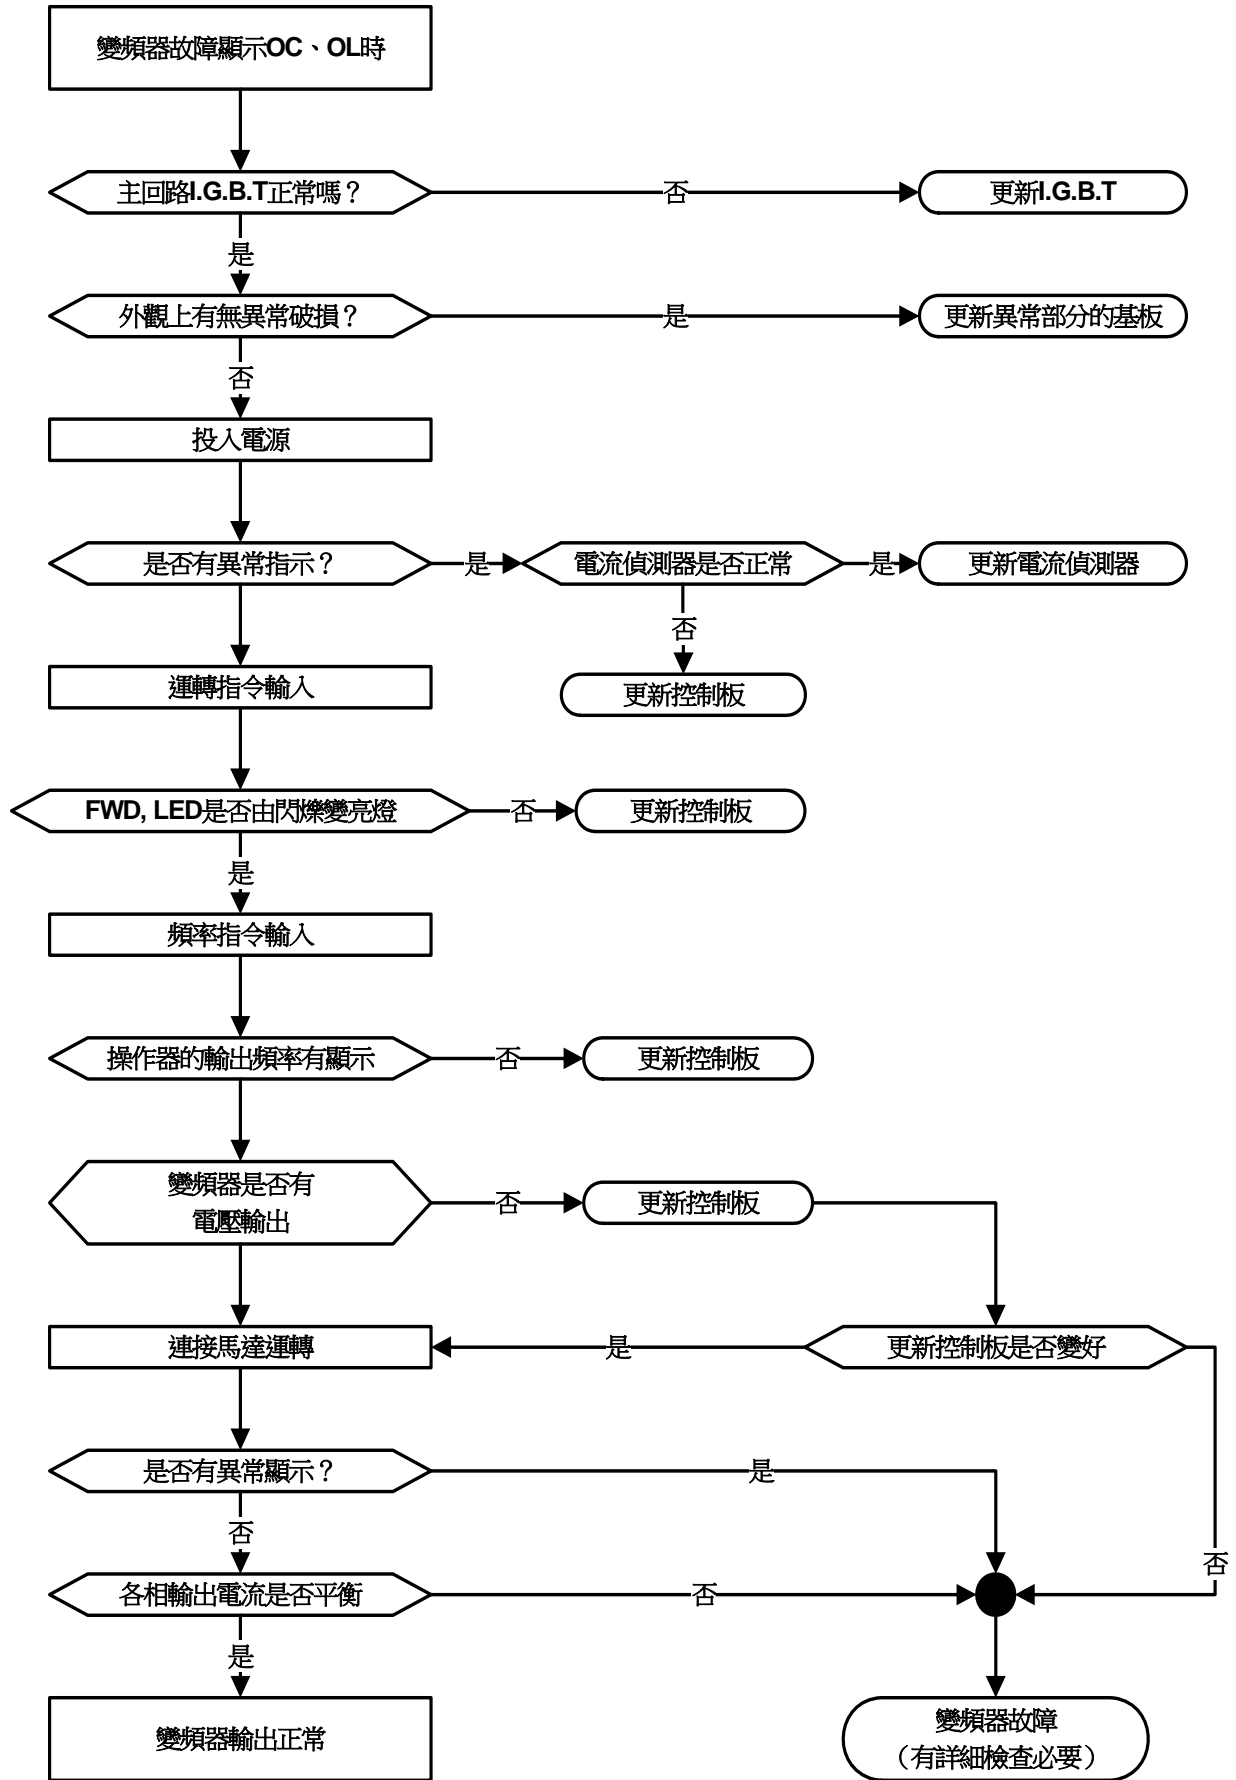 變頻器故障顯示OC、OL時
主回路I.G.B.T正常嗎？
否
更新I.G.B.T
是
外觀上有無異常破損？
是
更新異常部分的基板
否
投入電源
是否有異常指示？
是
電流偵測器是否正常
是
更新電流偵測器
否
更新控制板
運轉指令輸入
FWD, LED是否由閃爍變亮燈
否
更新控制板
是
頻率指令輸入
操作器的輸出頻率有顯示
否
更新控制板
變頻器是否有
電壓輸出
否
更新控制板
連接馬達運轉
是
更新控制板是否變好
是否有異常顯示？
是
否
否
各相輸出電流是否平衡
否
是
變頻器輸出正常
變頻器故障
（有詳細檢查必要）